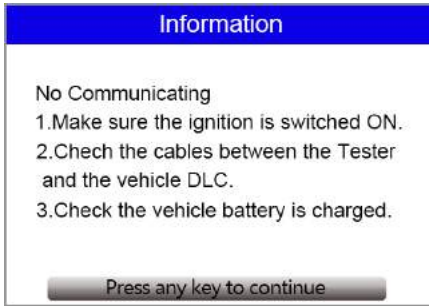 Information
No Communicating
1.Make sure the ignition is switched ON.
2.Chech the cables between the Tester
and the vehicle DLC.
3.Check the vehicle battery is charged.
Press any key to continue